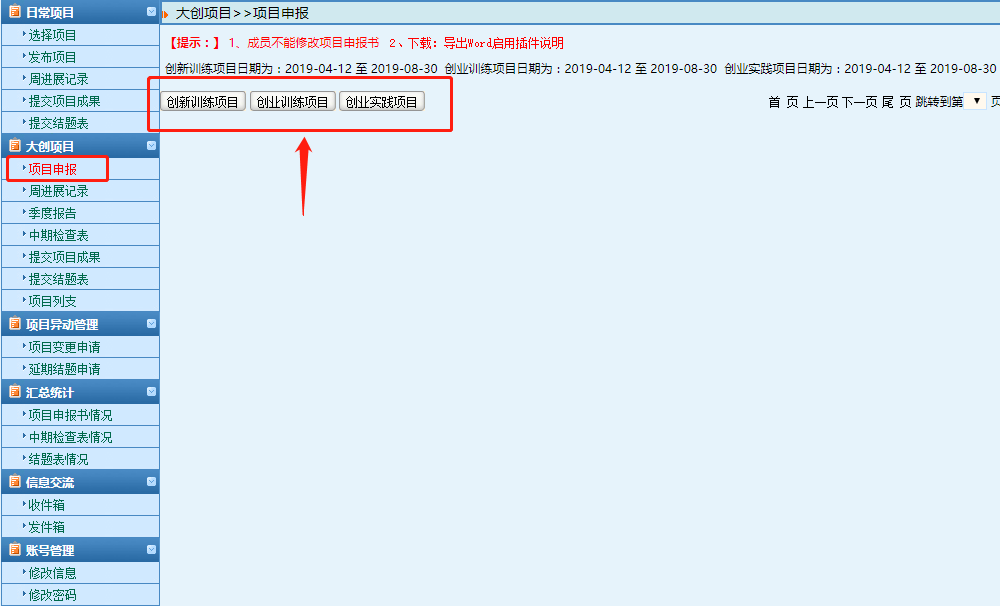 日常项目
选择项目
发布项目
周进展记录
提交项目成果
提交结题表
大创项目
项目申报
周进展记录
季度报告
中期检查表
提交项目成果
提交结题表
项目列支
项目异动管理
项目变更申请
延期结题申请
汇总统计
项目申报书情况
中期检查表情况
结题表情况
信息交流
收件箱
发件箱
账号管理
修改信息
修改密码
大创项目>>项目申报
【提示：】 1、成员不能修改项目申报书 2、下载：导出Word启用插件说明
创新训练项目日期为：2019-04-12 至 2019-08-30 创业训练项目日期为：2019-04-12 至 2019-08-30 创业实践项目日期为：2019-04-12 至 2019-08-30
创新训练项目 创业训练项目 创业实践项目
首 页 上一页 下一页 尾 页 跳转到第 页